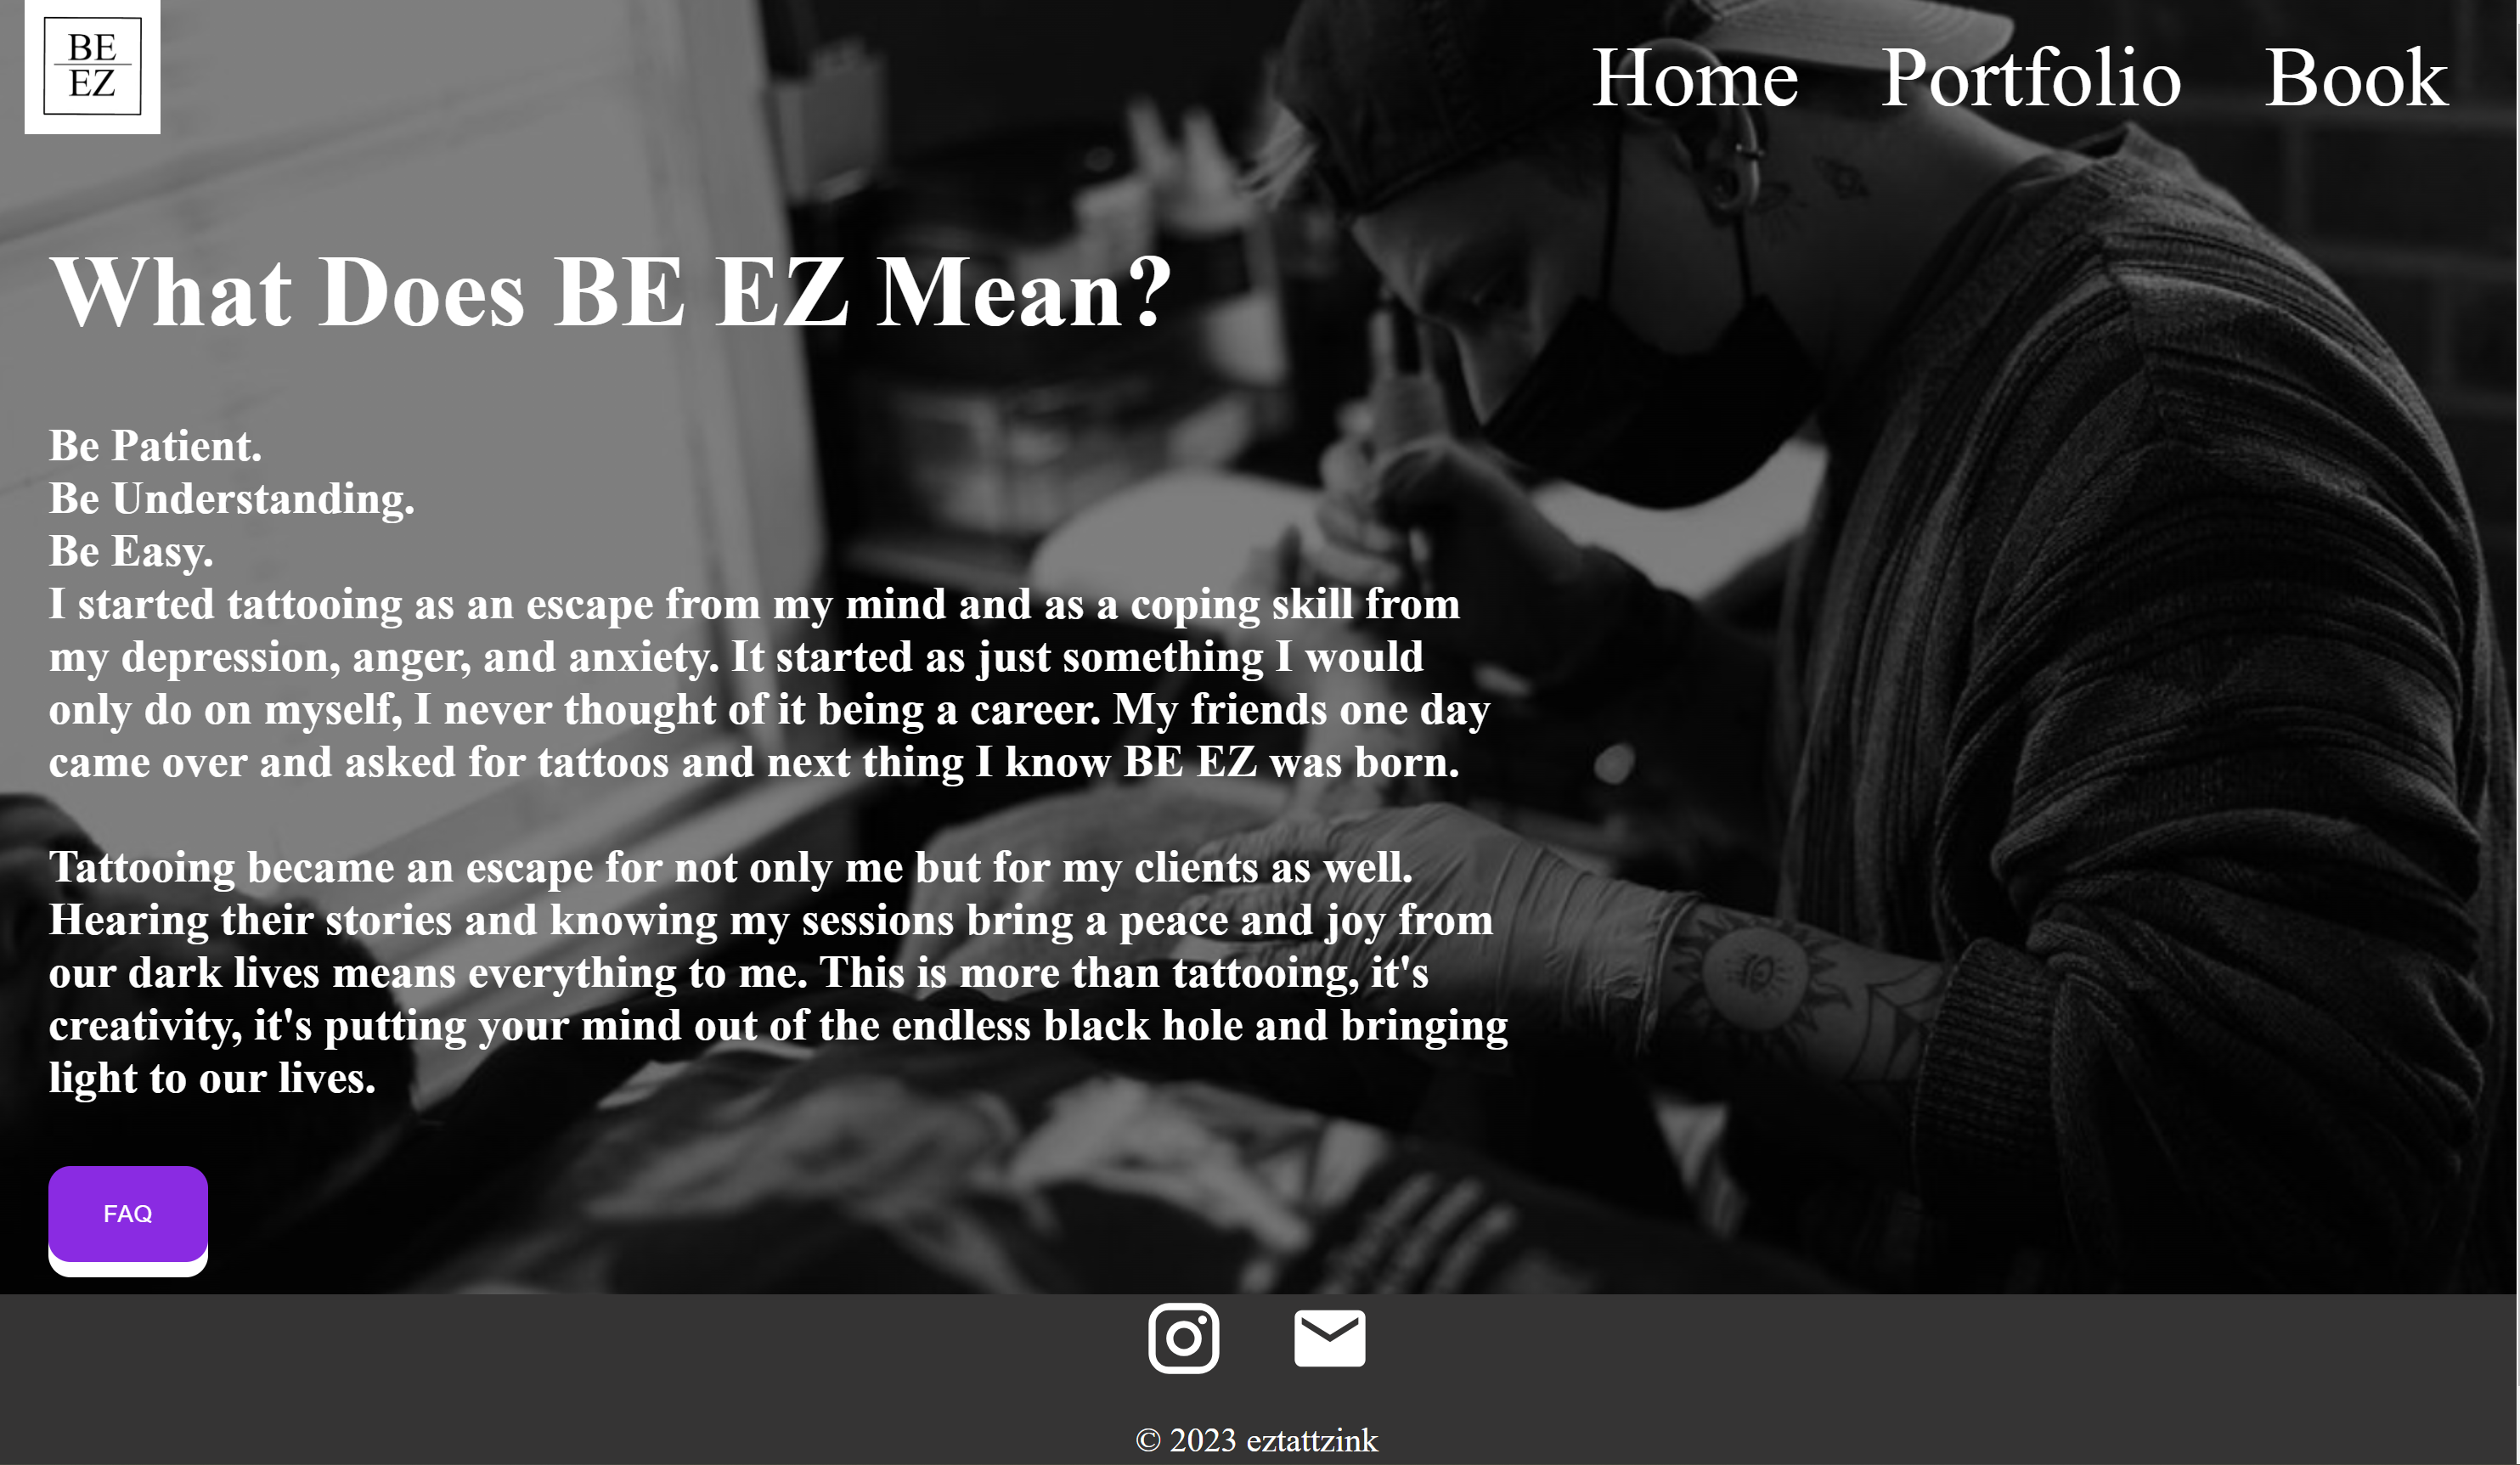 BE
EZ
Home Portfolio Book
What Does BE EZ Mean?
Be Patient.
Be Understanding.
Be Easy.
I started tattooing as an escape from my mind and as a coping skill from
my depression, anger, and anxiety. It started as just something I would
only do on myself, I never thought of it being a career. My friends one day
came over and asked for tattoos and next thing I know BE EZ was born.
Tattooing became an escape for not only me but for my clients as well.
Hearing their stories and knowing my sessions bring a peace and joy from
our dark lives means everything to me. This is more than tattooing, it's
creativity, it's putting your mind out of the endless black hole and bringing
light to our lives.
FAQ
© 2023 eztattzink